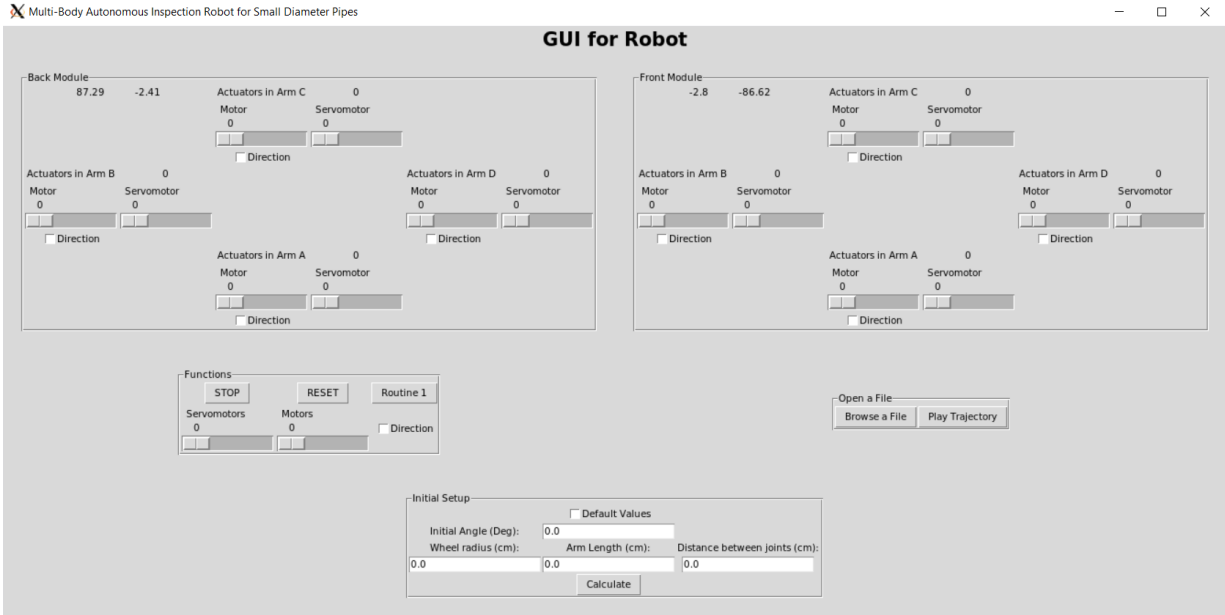 Multi-Body Autonomous Inspection Robot for Small Diameter Pipes
GUI for Robot
Back Module
87.29 -2.41 Actuators in Arm C 0
Motor Servomotor
0 0
Direction
Actuators in Arm B 0 Actuators in Arm D 0
Motor Servomotor Motor Servomotor
0 0 0 0
Direction Direction
Actuators in Arm A 0
Motor Servomotor
0 0
Direction
Front Module
-2.8 -86.62 Actuators in Arm C 0
Motor Servomotor
0 0
Direction
Actuators in Arm B 0 Actuators in Arm D 0
Motor Servomotor Motor Servomotor
0 0 0 0
Direction Direction
Actuators in Arm A 0
Motor Servomotor
0 0
Direction
Functions
STOP RESET Routine 1
Servomotors Motors
0 0 Direction
Open a File
Browse a File Play Trajectory
Initial Setup
Default Values
Initial Angle (Deg): 0.0
Wheel radius (cm): Arm Length (cm): Distance between joints (cm):
0.0 0.0 0.0
Calculate